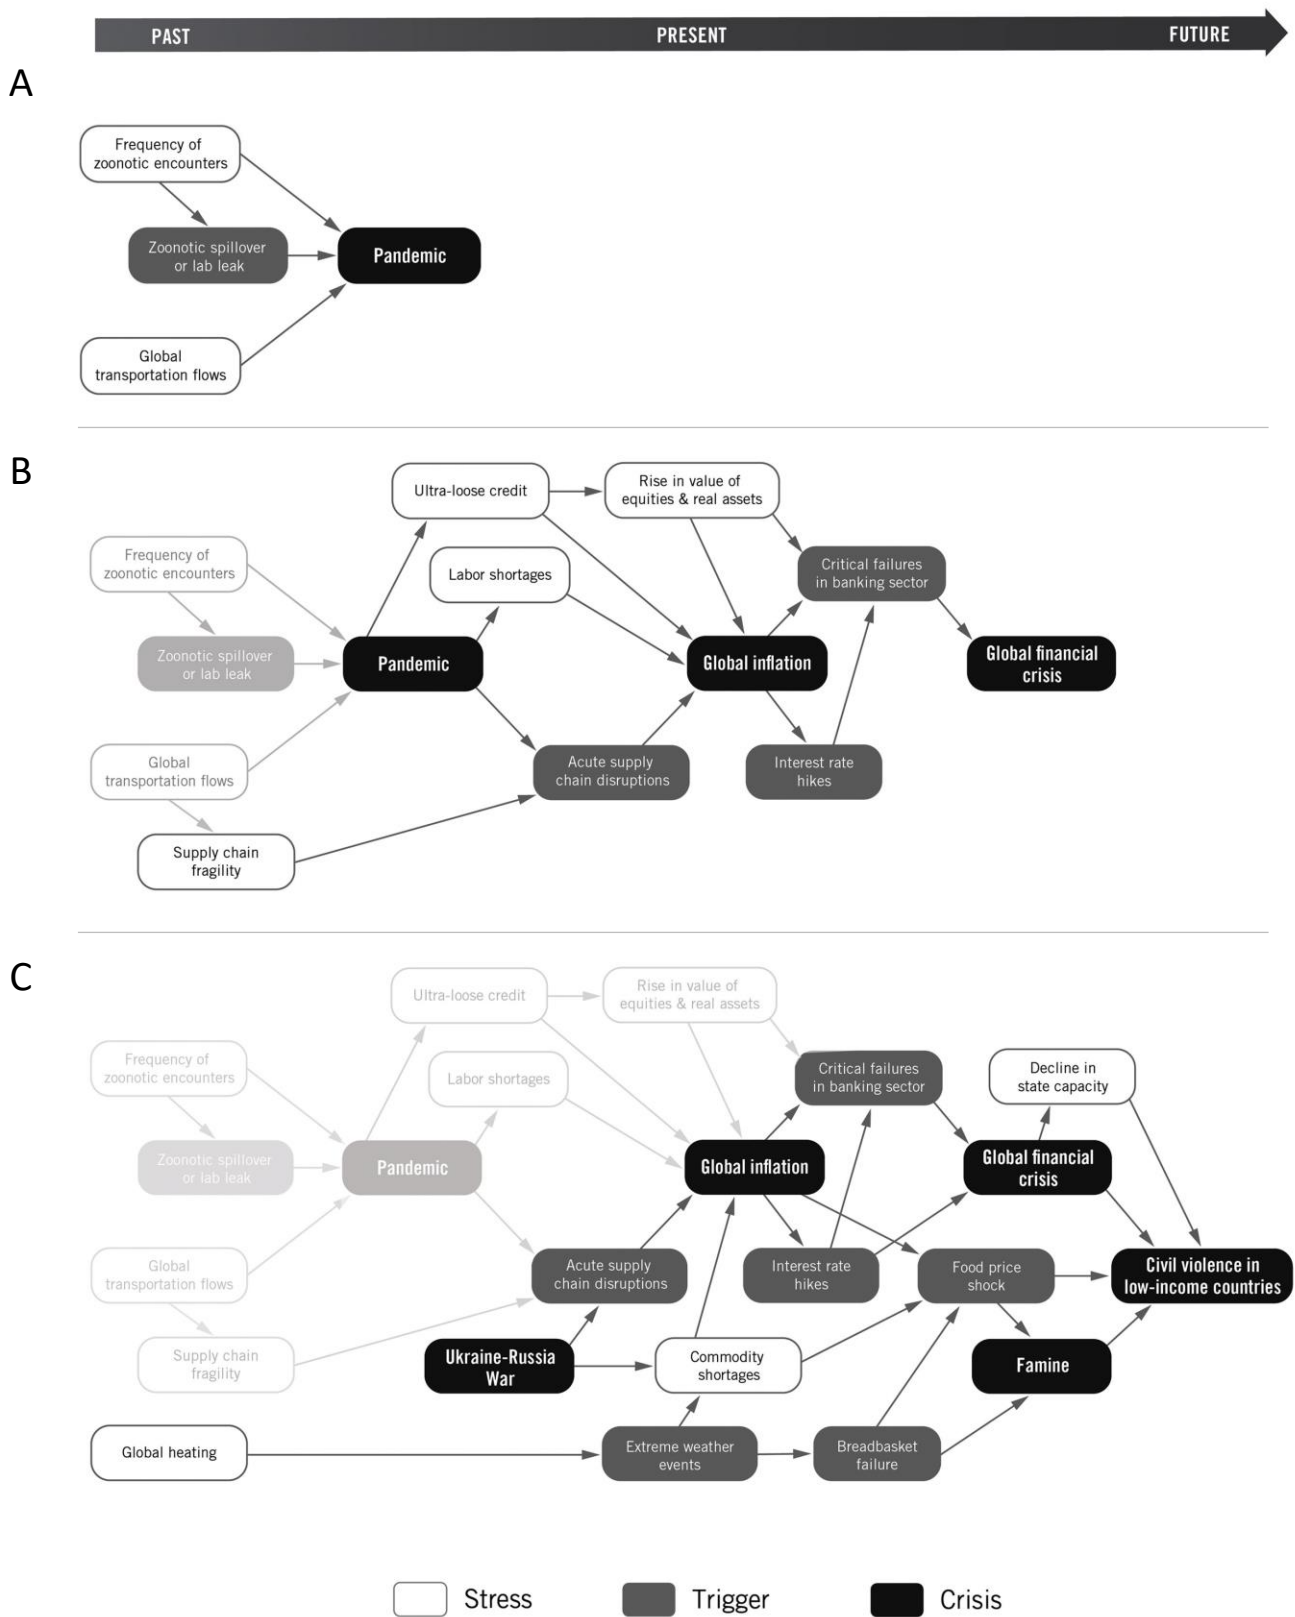 PAST PRESENT FUTURE
A
Frequency of
zoonotic encounters
Zoonotic spillover
or lab leak
Pandemic
Global
transportation flows
B
Ultra-loose credit
Rise in value of
equities & real assets
Frequency of
zoonotic encounters
Labor shortages
Critical failures
in banking sector
Zoonotic spillover
or lab leak
Pandemic
Global inflation
Global financial
crisis
Global
transportation flows
Acute supply
chain disruptions
Interest rate
hikes
Supply chain
fragility
C
Ultra-loose credit
Rise in value of
equities & real assets
Frequency of
zoonotic encounters
Labor shortages
Critical failures
in banking sector
Decline in
state capacity
Zoonotic spillover
or lab leak
Pandemic
Global inflation
Global financial
crisis
Global
transportation flows
Acute supply
chain disruptions
Interest rate
hikes
Food price
shock
Civil violence in
low-income countries
Supply chain
fragility
Ukraine-Russia
War
Commodity
shortages
Famine
Global heating
Extreme weather
events
Breadbasket
failure
Stress
Trigger
Crisis